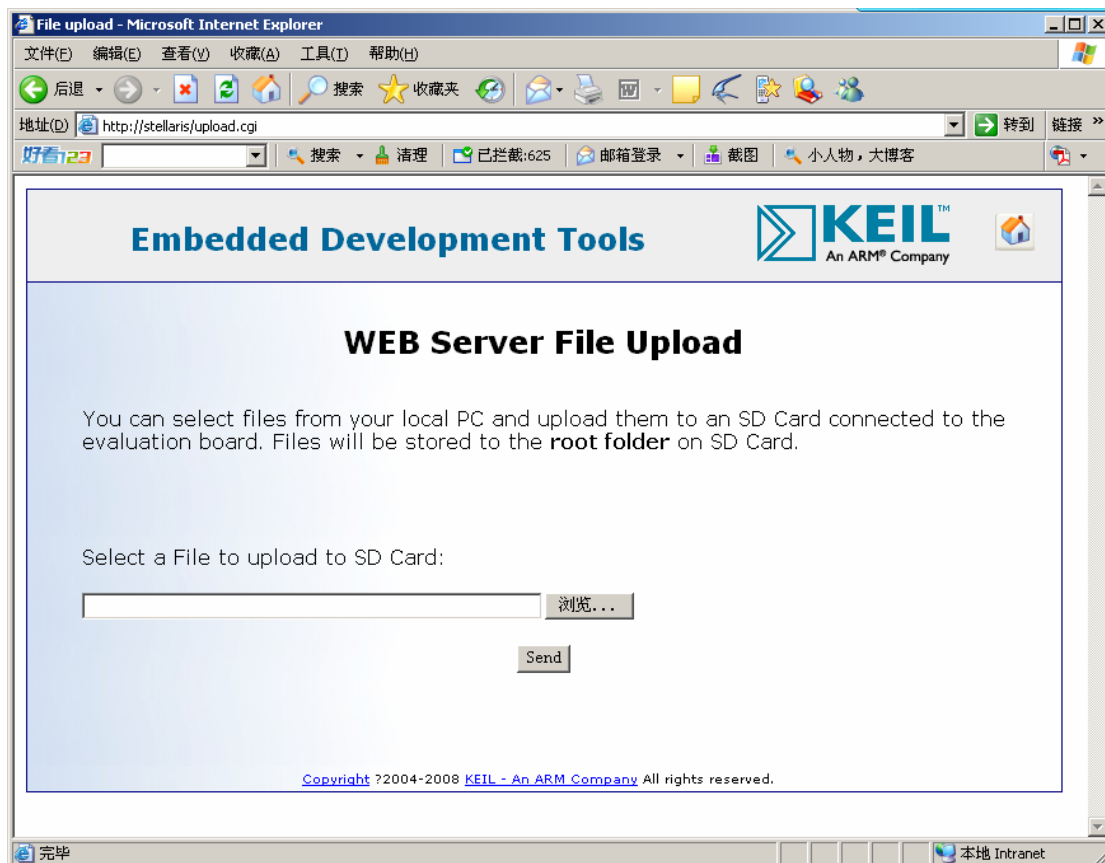 File upload - Microsoft Internet Explorer
文件(F) 编辑(E) 查看(V) 收藏(A) 工具(T) 帮助(H)
后退 搜索 收藏夹
地址(D) http://stellaris/upload.cgi 转到 链接 »
好看123 搜索 清理 已拦截:625 邮箱登录 截图 小人物，大博客
Embedded Development Tools
KEIL™
An ARM® Company
WEB Server File Upload
You can select files from your local PC and upload them to an SD Card connected to the
evaluation board. Files will be stored to the root folder on SD Card.
Select a File to upload to SD Card:
浏览...
Send
Copyright ?2004-2008 KEIL - An ARM Company All rights reserved.
完毕 本地 Intranet